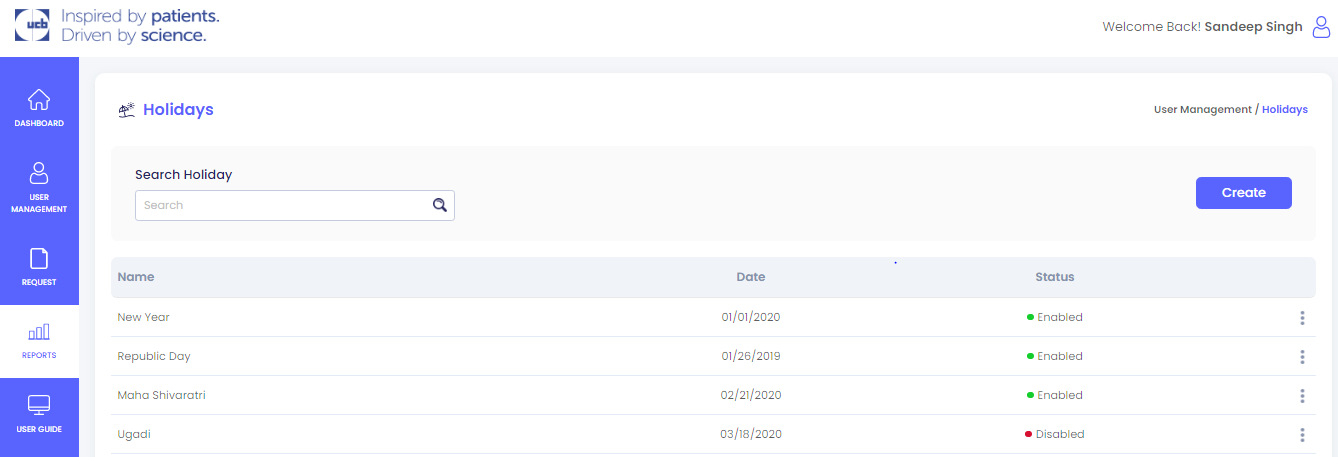 ucb
Inspired by patients.
Driven by science.
Welcome Back! Sandeep Singh
DASHBOARD
USER
MANAGEMENT
REQUEST
REPORTS
USER GUIDE
Holidays
User Management / Holidays
Search Holiday
Search
Create
Name Date Status
New Year 01/01/2020 Enabled
Republic Day 01/26/2019 Enabled
Maha Shivaratri 02/21/2020 Enabled
Ugadi 03/18/2020 Disabled